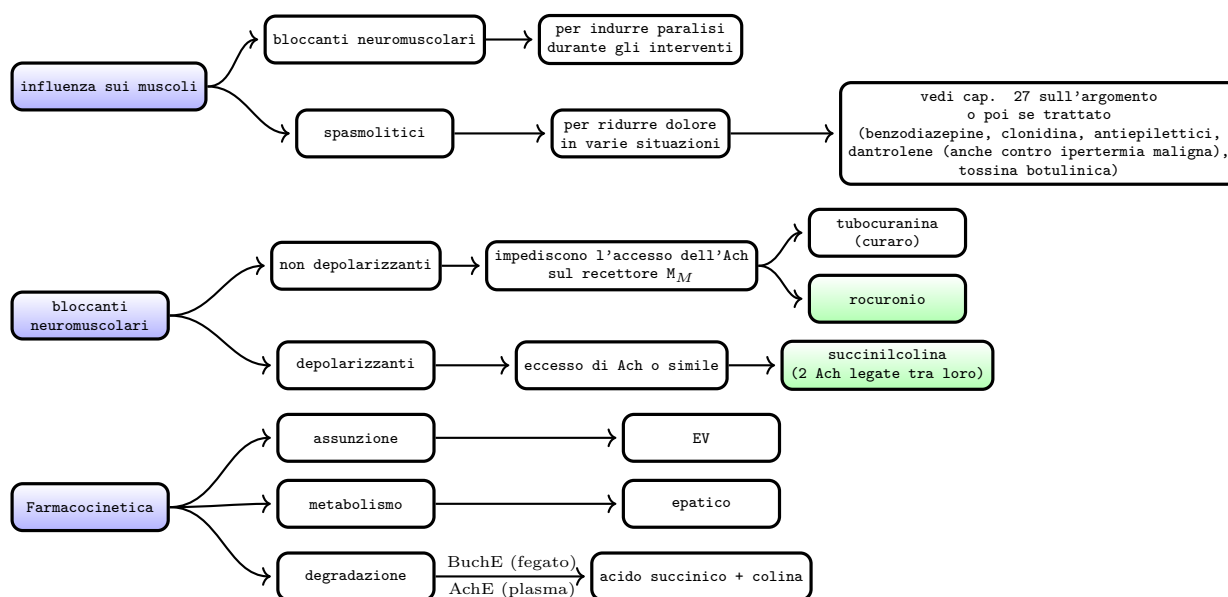 influenza sui muscoli
bloccanti neuromuscolari
per indurre paralisi
durante gli interventi
spasmolitici
per ridurre dolore
in varie situazioni
vedi cap. 27 sull'argomento
o poi se trattato
(benzodiazepine, clonidina, antiepilettici,
dantrolene (anche contro ipertermia maligna),
tossina botulinica)
bloccanti
neuromuscolari
non depolarizzanti
impediscono l'accesso dell'Ach
sul recettore M_M
tubocuranina
(curaro)
rocuronio
depolarizzanti
eccesso di Ach o simile
succinilcolina
(2 Ach legate tra loro)
Farmacocinetica
assunzione
EV
metabolismo
epatico
degradazione
BuchE (fegato)
AchE (plasma)
acido succinico + colina